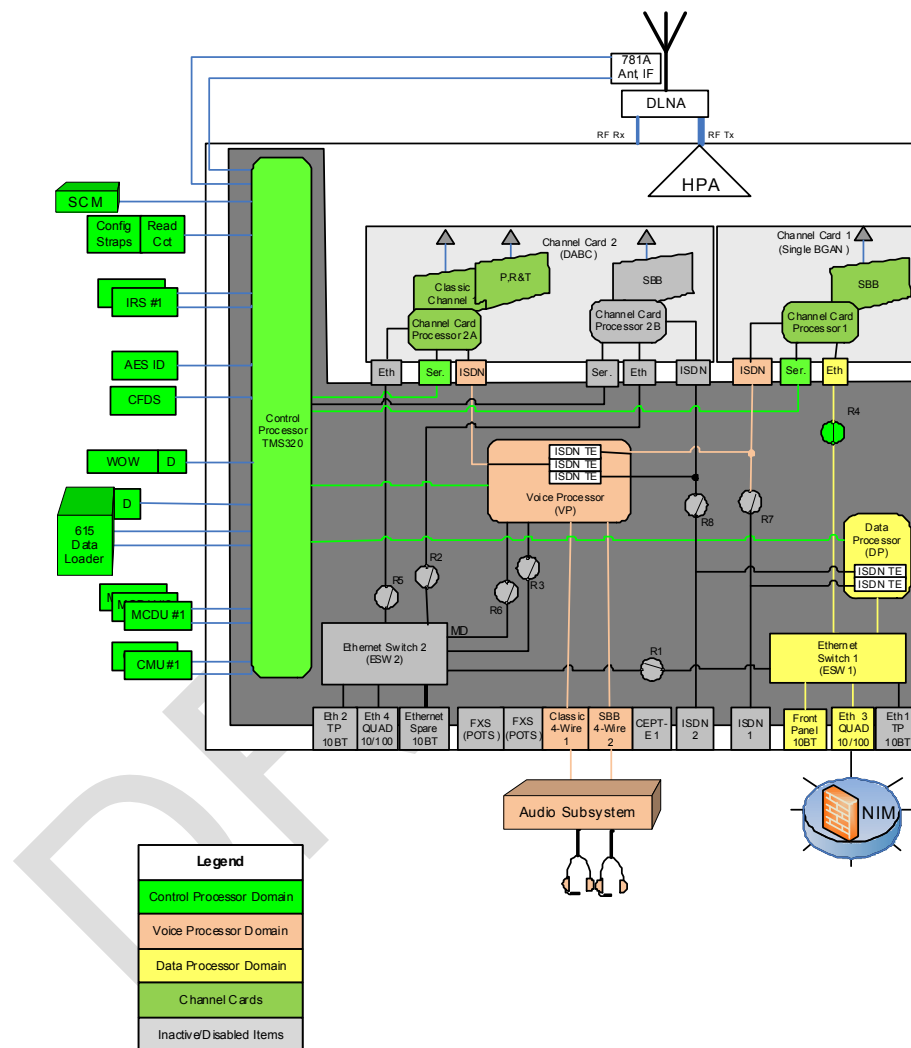 781A
Ant, IF
DLNA
RF Rx
RF Tx
HPA
SCM
Config
Straps
Read
Cct
IRS #1
AES ID
CFDS
WOW
D
D
615
Data
Loader
MCDU #1
CMU #1
Control
Processor
TMS320
Channel Card 2
(DABC)
Classic
Channel
P,R&T
SBB
Channel Card
Processor 2A
Channel Card
Processor 2B
Channel Card 1
(Single BGAN)
SBB
Channel Card
Processor 1
Eth
Ser.
ISDN
Ser.
Eth
ISDN
ISDN
Ser.
Eth
R4
ISDN TE
ISDN TE
ISDN TE
Voice Processor
(VP)
R8
R7
Data
Processor
(DP)
ISDN TE
ISDN TE
R5
R2
R6
R3
MD
Ethernet Switch 2
(ESW2)
R1
Ethernet
Switch 1
(ESW1)
Eth 2
TP
10BT
Eth 4
QUAD
10/100
Ethernet
Spare
10BT
FXS
(POTS)
FXS
(POTS)
Classic
4-Wire
1
SBB
4-Wire
2
CEPT-
E1
ISDN
2
ISDN
1
Front
Panel
10BT
Eth 3
QUAD
10/100
Eth 1
TP
10BT
Audio Subsystem
NIM
Legend
Control Processor Domain
Voice Processor Domain
Data Processor Domain
Channel Cards
Inactive/Disabled Items